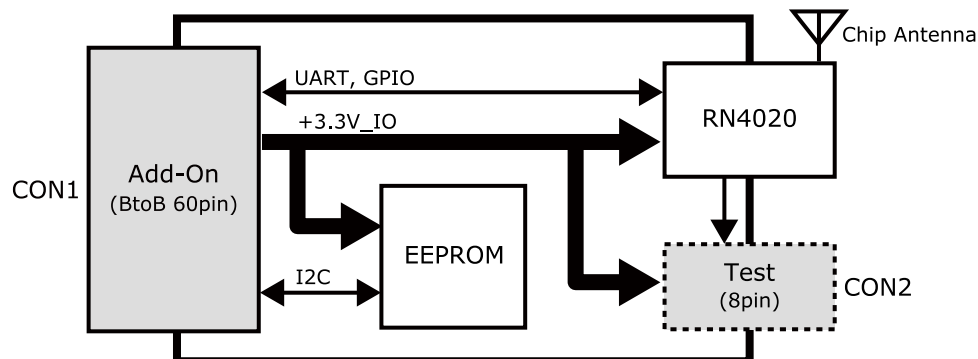 Chip Antenna
UART, GPIO
RN4020
+3.3V_IO
Add-On
(BtoB 60pin)
CON1
EEPROM
I2C
Test
(8pin)
CON2